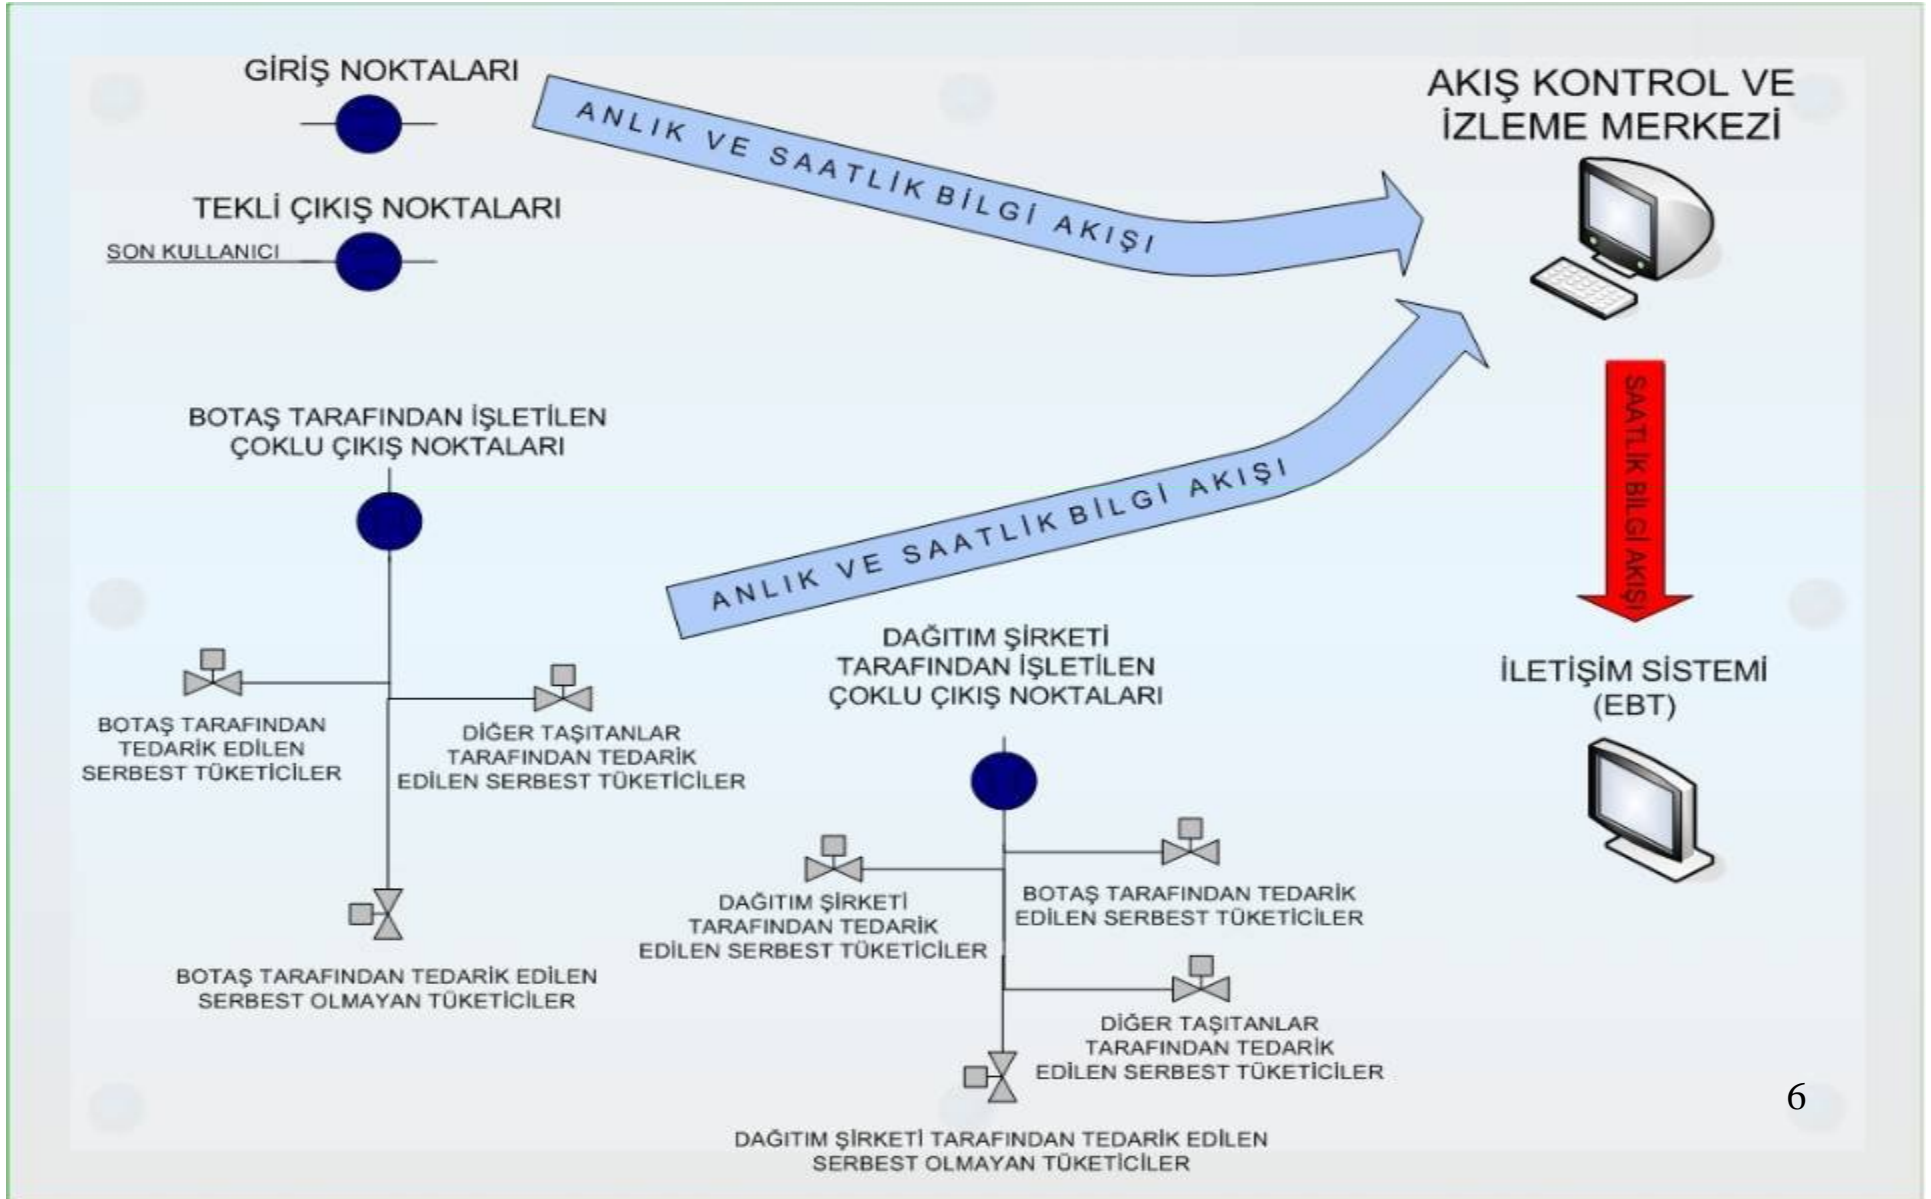 GİRİŞ NOKTALARI
ANLIK VE SAATLİK BİLGİ AKIŞI
AKIŞ KONTROL VE
İZLEME MERKEZİ
TEKLİ ÇIKIŞ NOKTALARI
SON KULLANICI
SAATLİK BİLGİ AKIŞI
BOTAŞ TARAFINDAN İŞLETİLEN
ÇOKLU ÇIKIŞ NOKTALARI
ANLIK VE SAATLİK BİLGİ AKIŞI
DAĞITIM ŞİRKETİ
TARAFINDAN İŞLETİLEN
ÇOKLU ÇIKIŞ NOKTALARI
İLETİŞİM SİSTEMİ
(EBT)
BOTAŞ TARAFINDAN
TEDARİK EDİLEN
SERBEST TÜKETİCİLER
DİĞER TAŞITANLAR
TARAFINDAN TEDARİK
EDİLEN SERBEST TÜKETİCİLER
DAĞITIM ŞİRKETİ
TARAFINDAN TEDARİK
EDİLEN SERBEST TÜKETİCİLER
BOTAŞ TARAFINDAN TEDARİK
EDİLEN SERBEST TÜKETİCİLER
BOTAŞ TARAFINDAN TEDARİK EDİLEN
SERBEST OLMAYAN TÜKETİCİLER
DİĞER TAŞITANLAR
TARAFINDAN TEDARİK
EDİLEN SERBEST TÜKETİCİLER
6
DAĞITIM ŞİRKETİ TARAFINDAN TEDARİK EDİLEN
SERBEST OLMAYAN TÜKETİCİLER